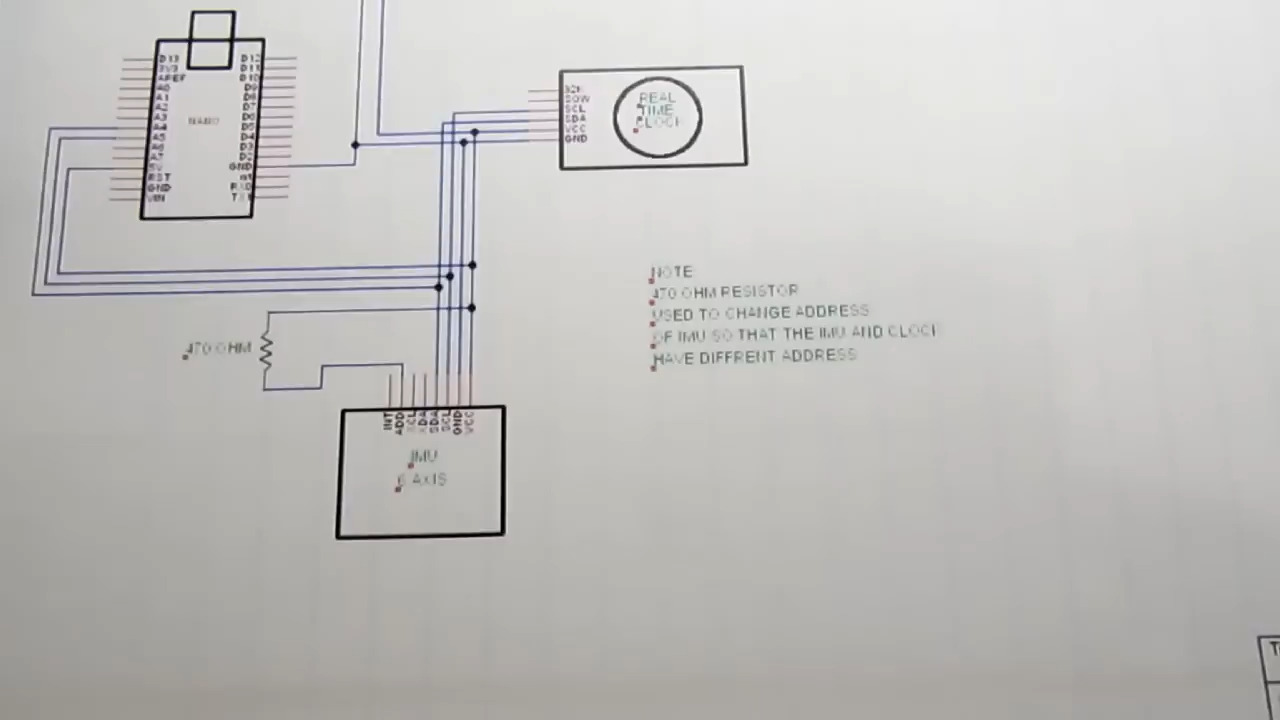 D13
3V3
AREF
A0
A1
A2
A3
A4
A5
A6
A7
5V
RST
GND
VIN
NANO
D12
D11
D10
D9
D8
D7
D6
D5
D4
D3
D2
GND
RX0
TX1
32K
SQW
SCL
SDA
VCC
GND
REAL
TIME
CLOCK
NOTE
470 OHM RESISTOR
USED TO CHANGE ADDRESS
OF IMU SO THAT THE IMU AND CLOCK
HAVE DIFFRENT ADDRESS
470 OHM
INT
ADD
XCL
XDA
SDA
SCL
GND
VCC
IMU
6 AXIS